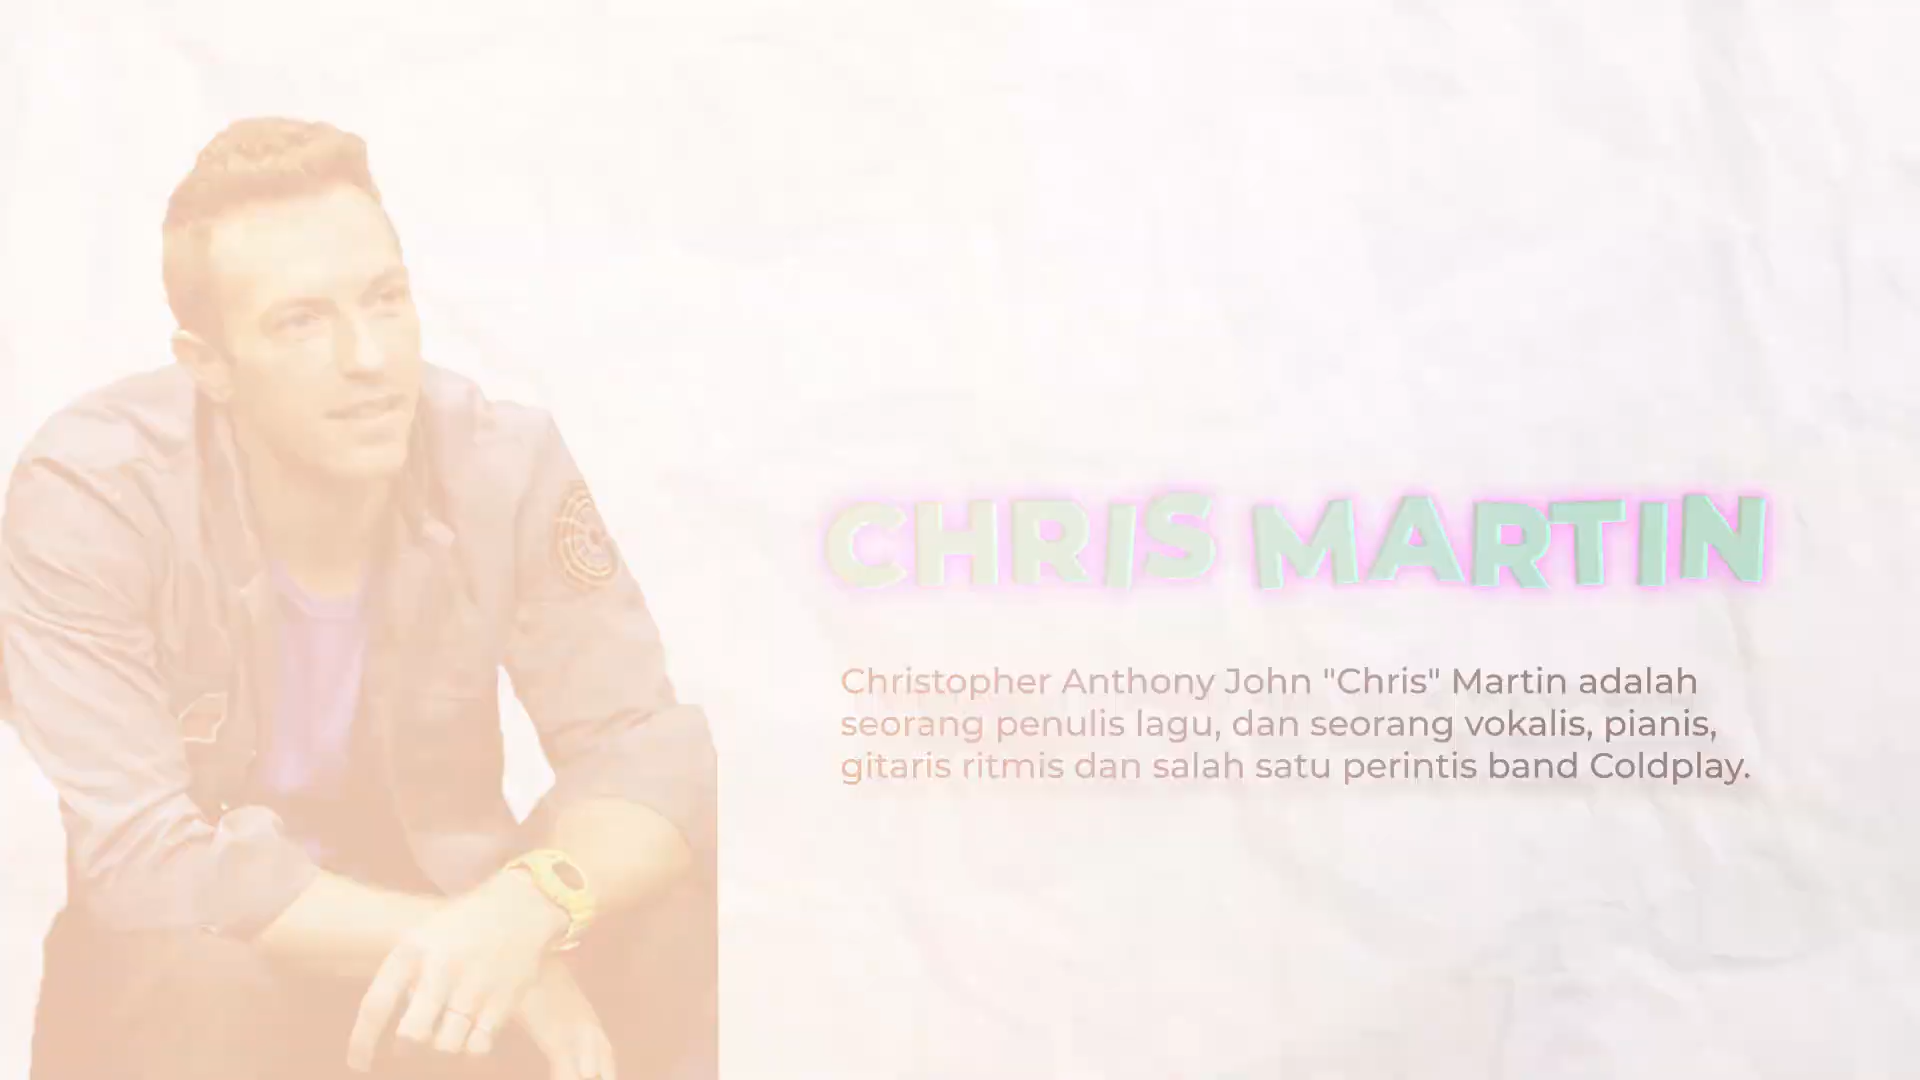 CHRIS MARTIN
Christopher Anthony John "Chris" Martin adalah
seorang penulis lagu, dan seorang vokalis, pianis,
gitaris ritmis dan salah satu perintis band Coldplay.